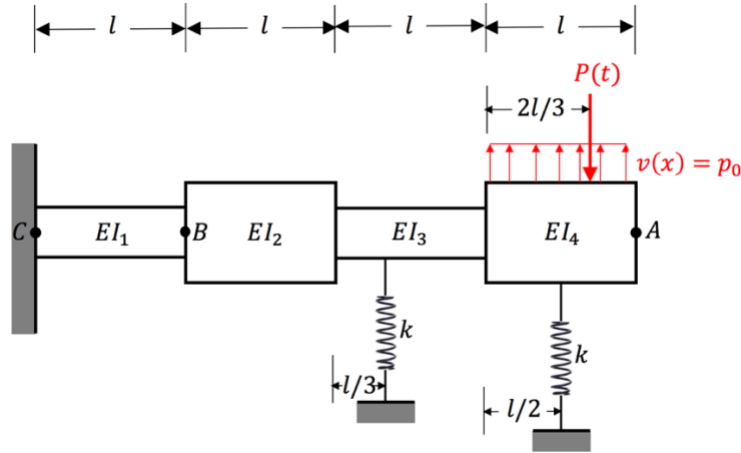 l l l l
P(t)
2l/3
v(x) = p₀
C EI₁ B EI₂ EI₃ EI₄ A
k
k
l/3
l/2